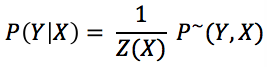 P(Y|X) = 1/Z(X) P~(Y,X)